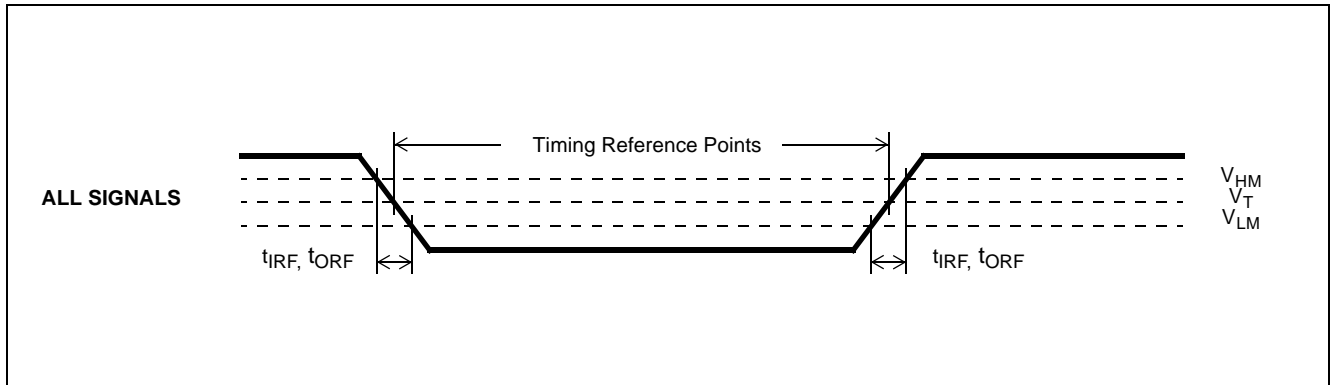 Timing Reference Points
ALL SIGNALS
VHM
VT
VLM
tIRF, tORF
tIRF, tORF